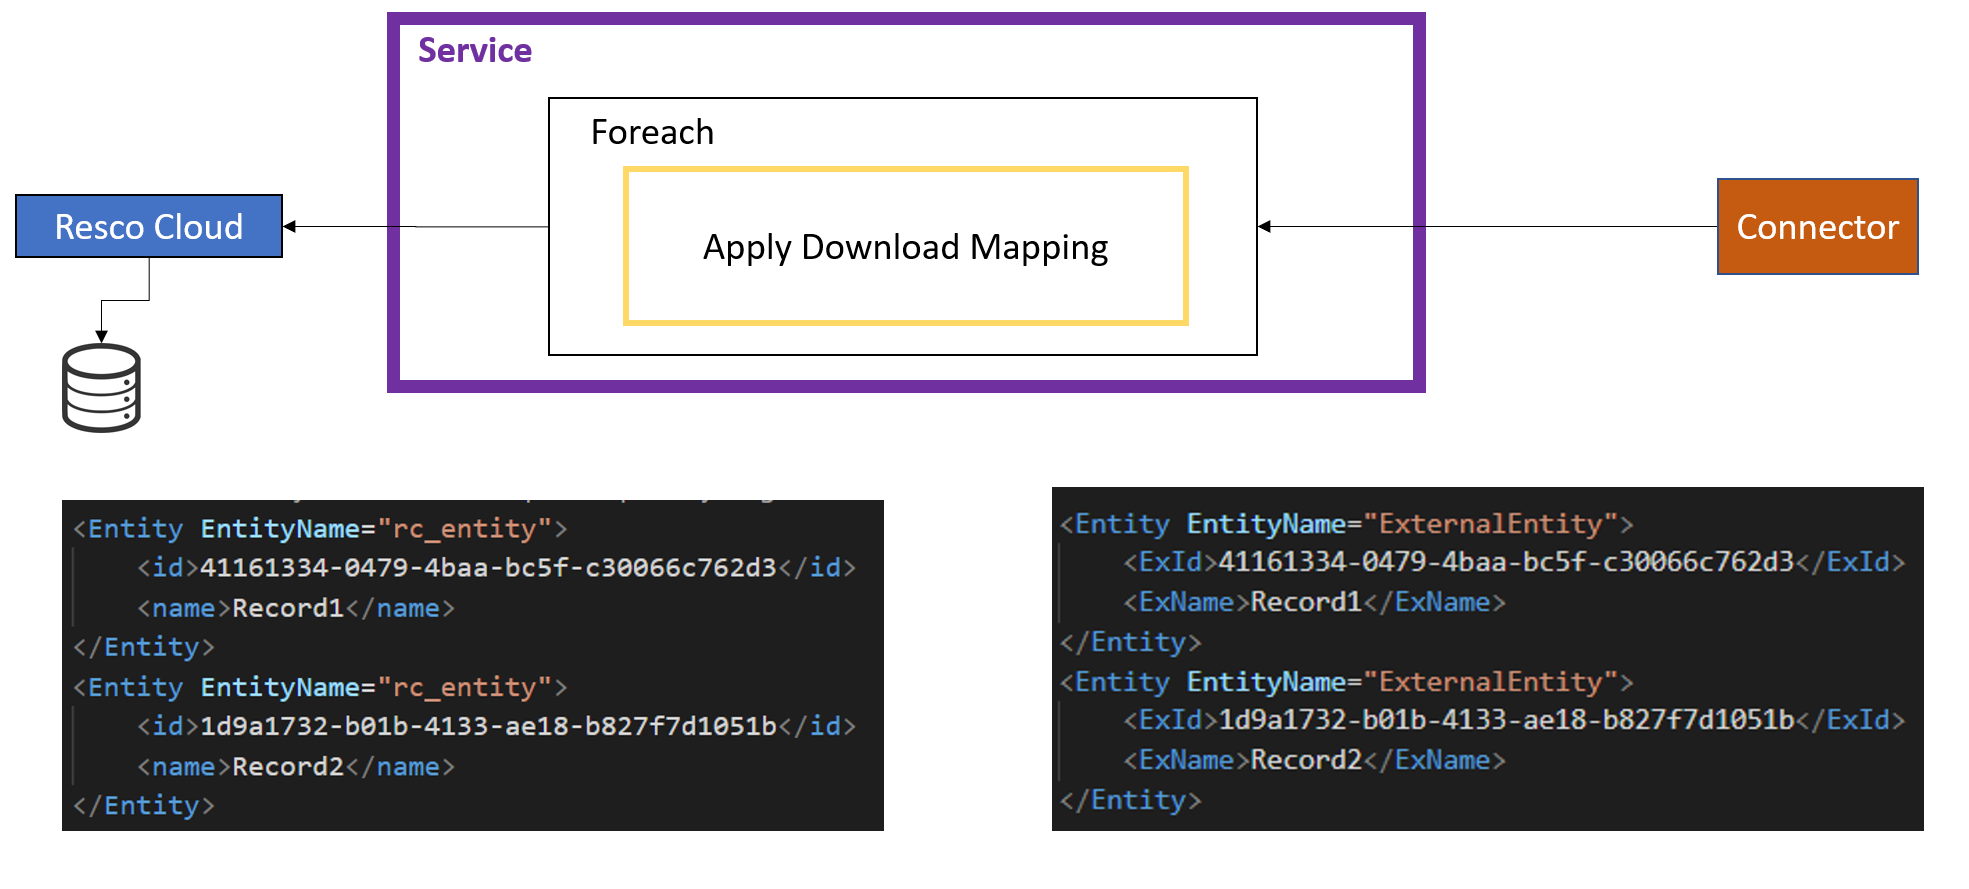 Service
Foreach
Apply Download Mapping
Resco Cloud
Connector
<Entity EntityName="rc_entity">
<id>41161334-0479-4baa-bc5f-c30066c762d3</id>
<name>Record1</name>
</Entity>
<Entity EntityName="rc_entity">
<id>1d9a1732-b01b-4133-ae18-b827f7d1051b</id>
<name>Record2</name>
</Entity>
<Entity EntityName="ExternalEntity">
<ExId>41161334-0479-4baa-bc5f-c30066c762d3</ExId>
<ExName>Record1</ExName>
</Entity>
<Entity EntityName="ExternalEntity">
<ExId>1d9a1732-b01b-4133-ae18-b827f7d1051b</ExId>
<ExName>Record2</ExName>
</Entity>